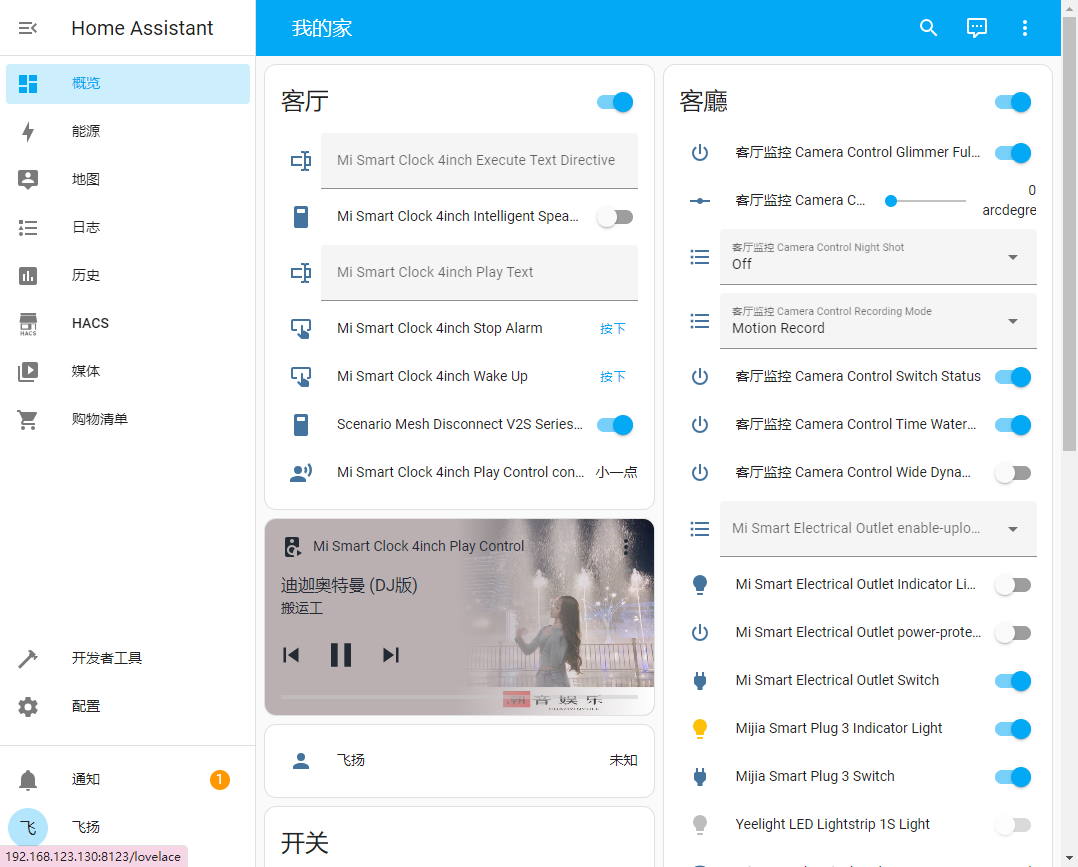 Home Assistant
概览
能源
地图
日志
历史
HACS
HACS
媒体
购物清单
开发者工具
配置
通知
1
飞
飞扬
192.168.123.130:8123/lovelace
我的家
客厅
Mi Smart Clock 4inch Execute Text Directive
Mi Smart Clock 4inch Intelligent Spea...
Mi Smart Clock 4inch Play Text
Mi Smart Clock 4inch Stop Alarm 按下
Mi Smart Clock 4inch Wake Up 按下
Scenario Mesh Disconnect V2S Series...
Mi Smart Clock 4inch Play Control con... 小一点
Mi Smart Clock 4inch Play Control
迪迦奥特曼 (DJ版)
搬运工
潮音娱乐
飞扬 未知
开关
客廳
客厅监控 Camera Control Glimmer Ful...
客厅监控 Camera C...
0
arcdegre
客厅监控 Camera Control Night Shot
Off
客厅监控 Camera Control Recording Mode
Motion Record
客厅监控 Camera Control Switch Status
客厅监控 Camera Control Time Water...
客厅监控 Camera Control Wide Dyna...
Mi Smart Electrical Outlet enable-uplo...
Mi Smart Electrical Outlet Indicator Li...
Mi Smart Electrical Outlet power-prote...
Mi Smart Electrical Outlet Switch
Mijia Smart Plug 3 Indicator Light
Mijia Smart Plug 3 Switch
Yeelight LED Lightstrip 1S Light